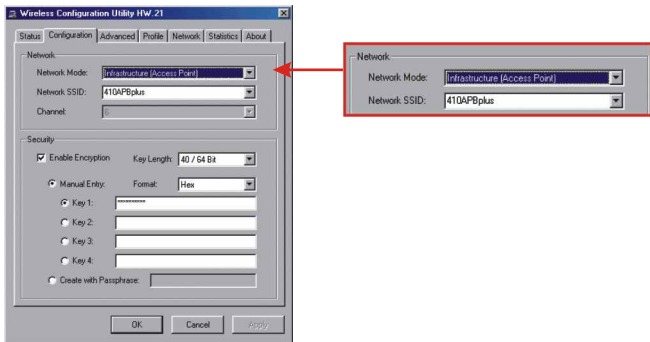 Wireless Configuration Utility HW.21
Status Configuration Advanced Profile Network Statistics About
Network
Network Mode: Infrastructure (Access Point)
Network SSID: 410APBplus
Channel: 6
Security
Enable Encryption Key Length: 40 / 64 Bit
Manual Entry: Format: Hex
Key 1: **********
Key 2:
Key 3:
Key 4:
Create with Passphrase:
OK Cancel Apply
Network
Network Mode: Infrastructure (Access Point)
Network SSID: 410APBplus